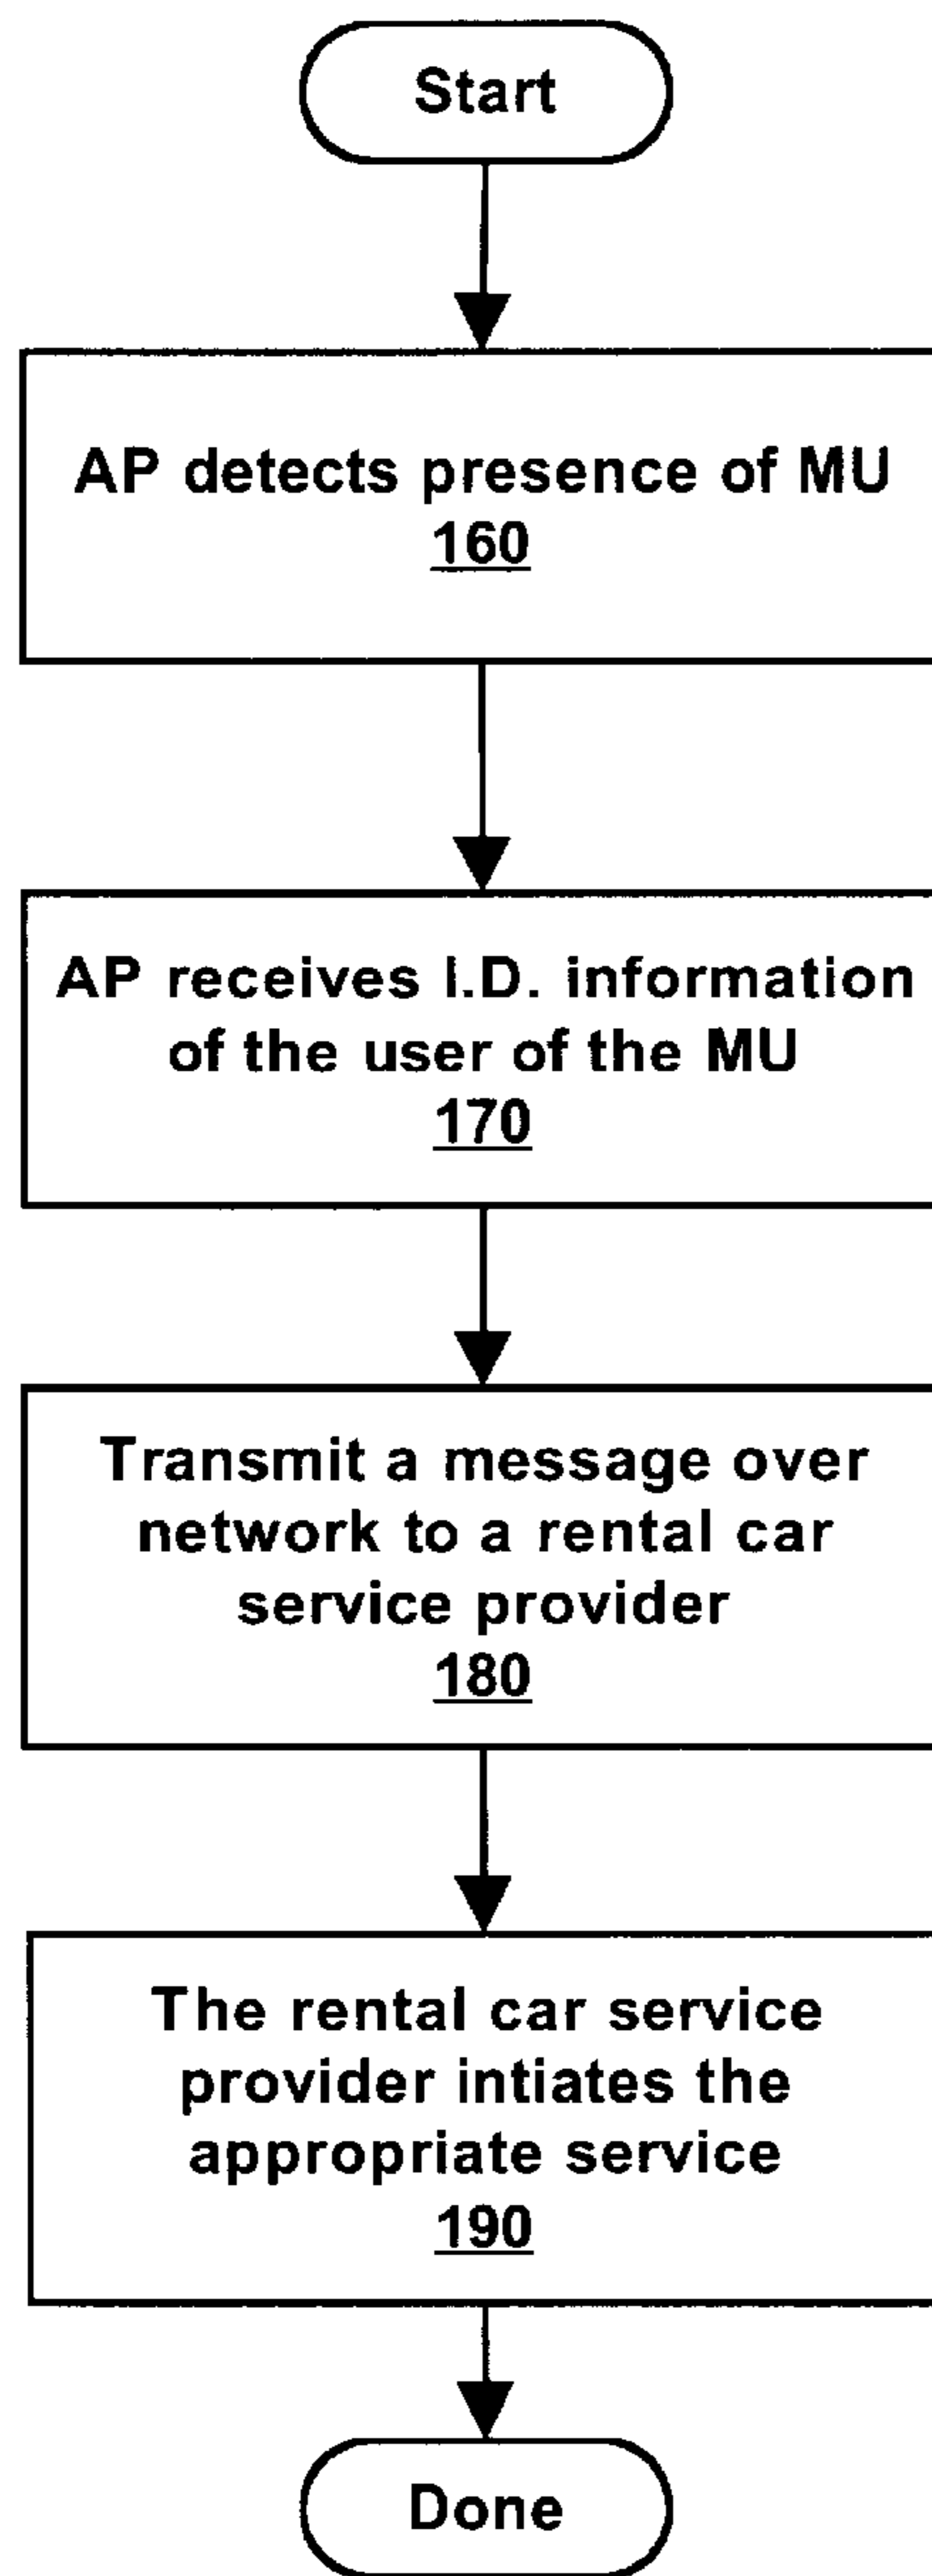 Start
AP detects presence of MU
160
AP receives I.D. information
of the user of the MU
170
Transmit a message over
network to a rental car
service provider
180
The rental car service
provider intiates the
appropriate service
190
Done